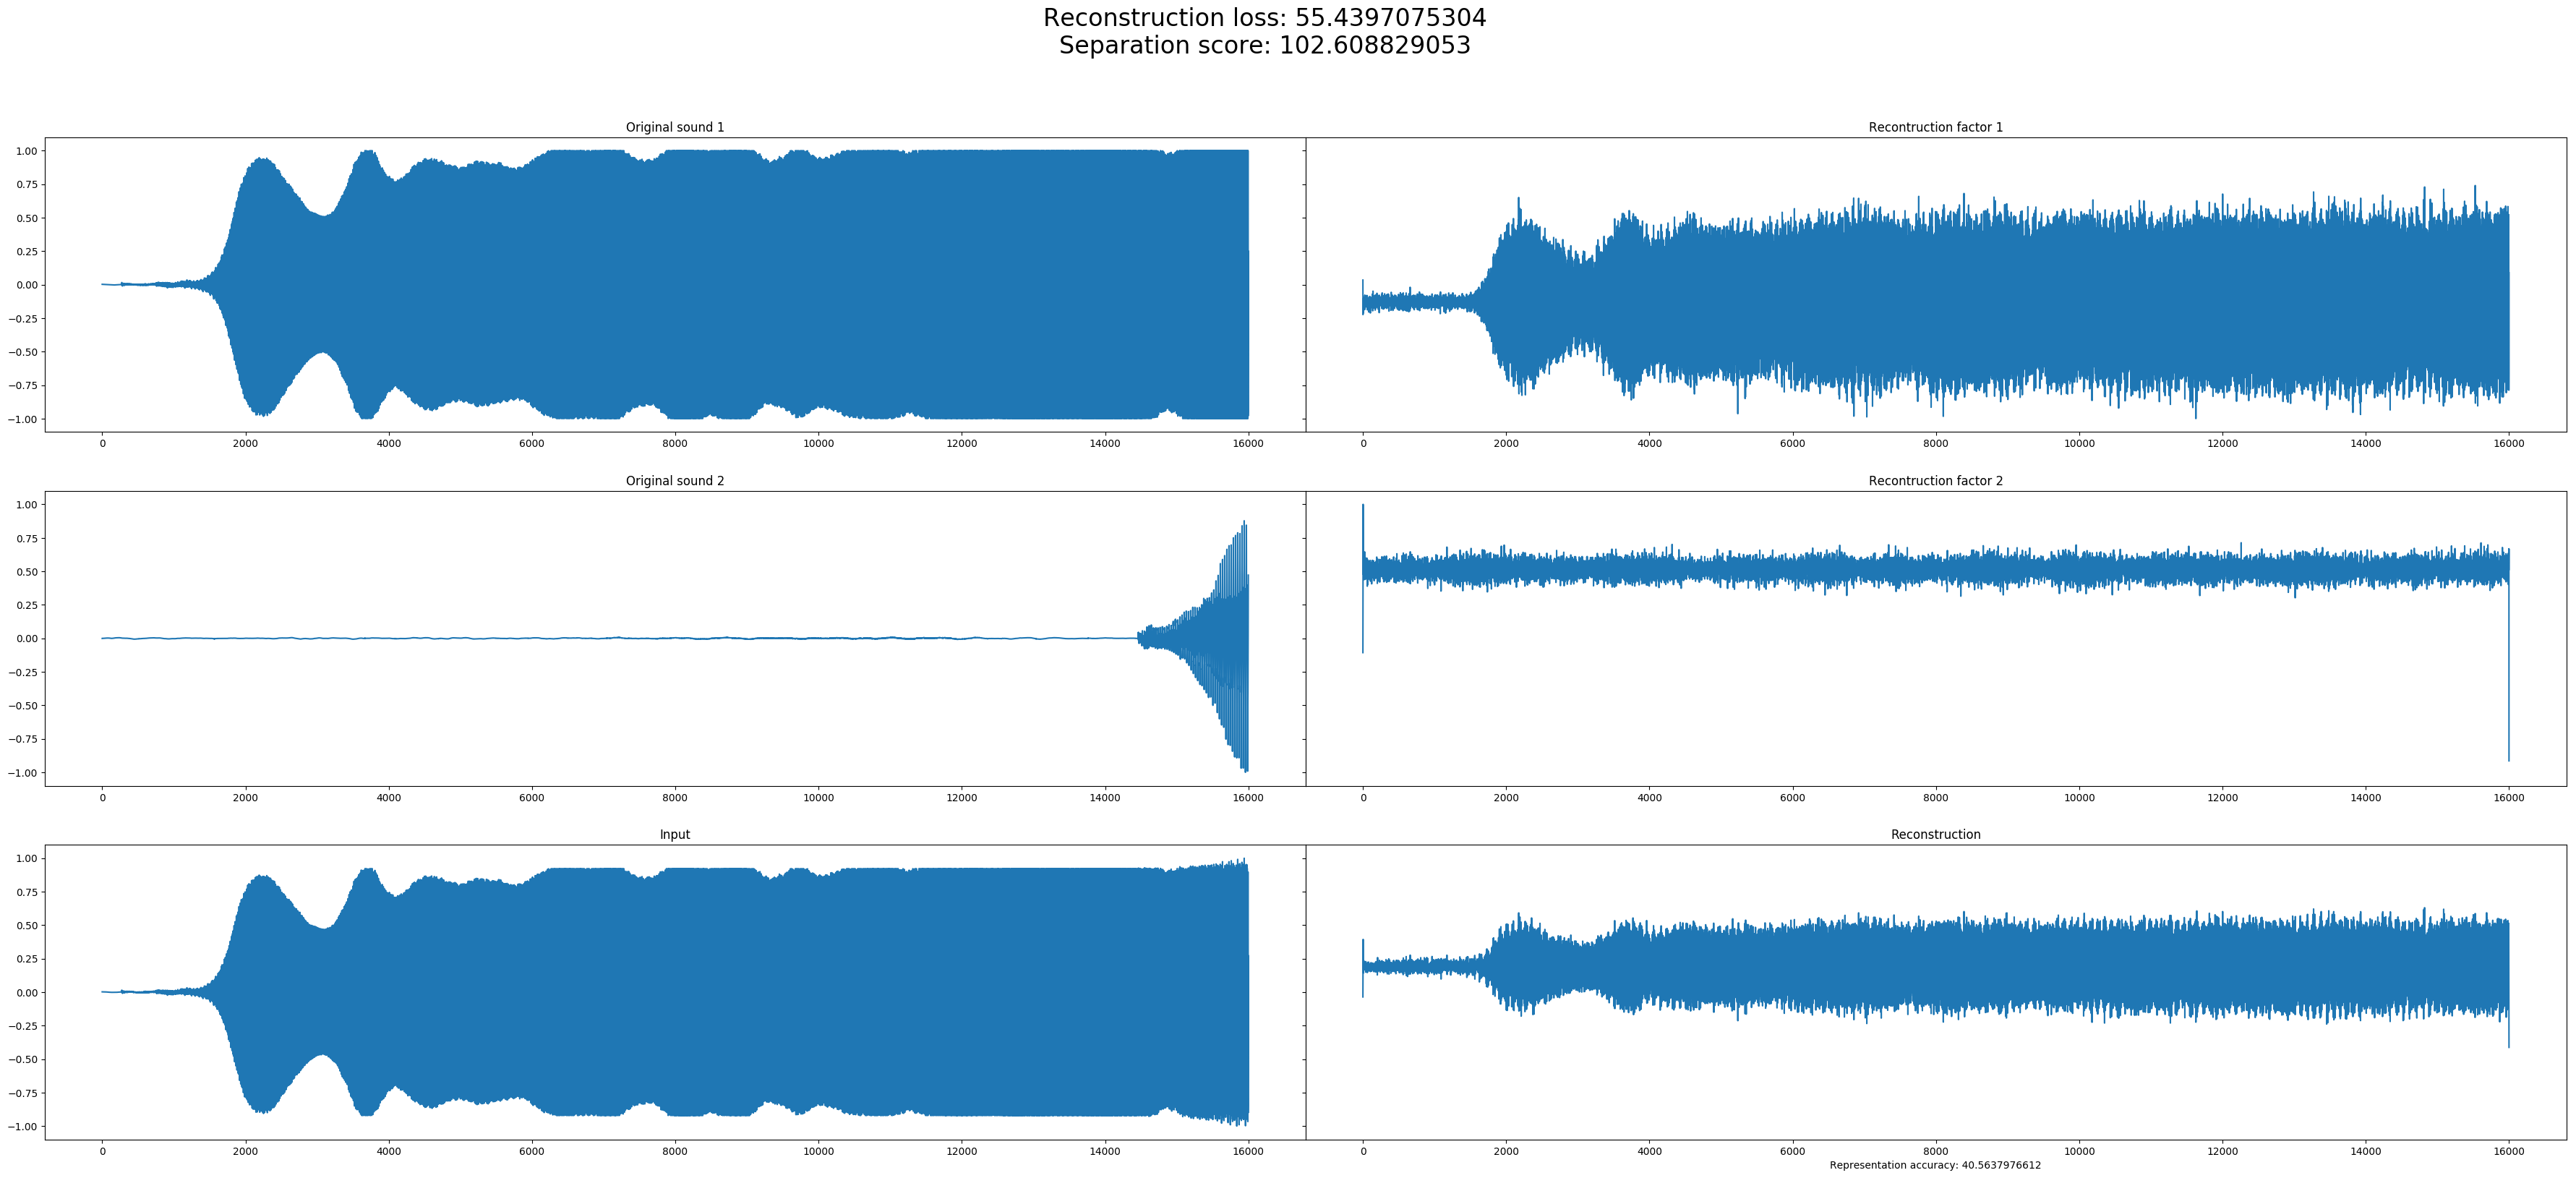 Reconstruction loss: 55.4397075304
Separation score: 102.608829053
Original sound 1
Recontruction factor 1
1.00
0.75
0.50
0.25
0.00
−0.25
−0.50
−0.75
−1.00
0 2000 4000 6000 8000 10000 12000 14000 16000
0 2000 4000 6000 8000 10000 12000 14000 16000
Original sound 2
Recontruction factor 2
1.00
0.75
0.50
0.25
0.00
−0.25
−0.50
−0.75
−1.00
0 2000 4000 6000 8000 10000 12000 14000 16000
0 2000 4000 6000 8000 10000 12000 14000 16000
Input
Reconstruction
1.00
0.75
0.50
0.25
0.00
−0.25
−0.50
−0.75
−1.00
0 2000 4000 6000 8000 10000 12000 14000 16000
0 2000 4000 6000 8000 10000 12000 14000 16000
Representation accuracy: 40.5637976612